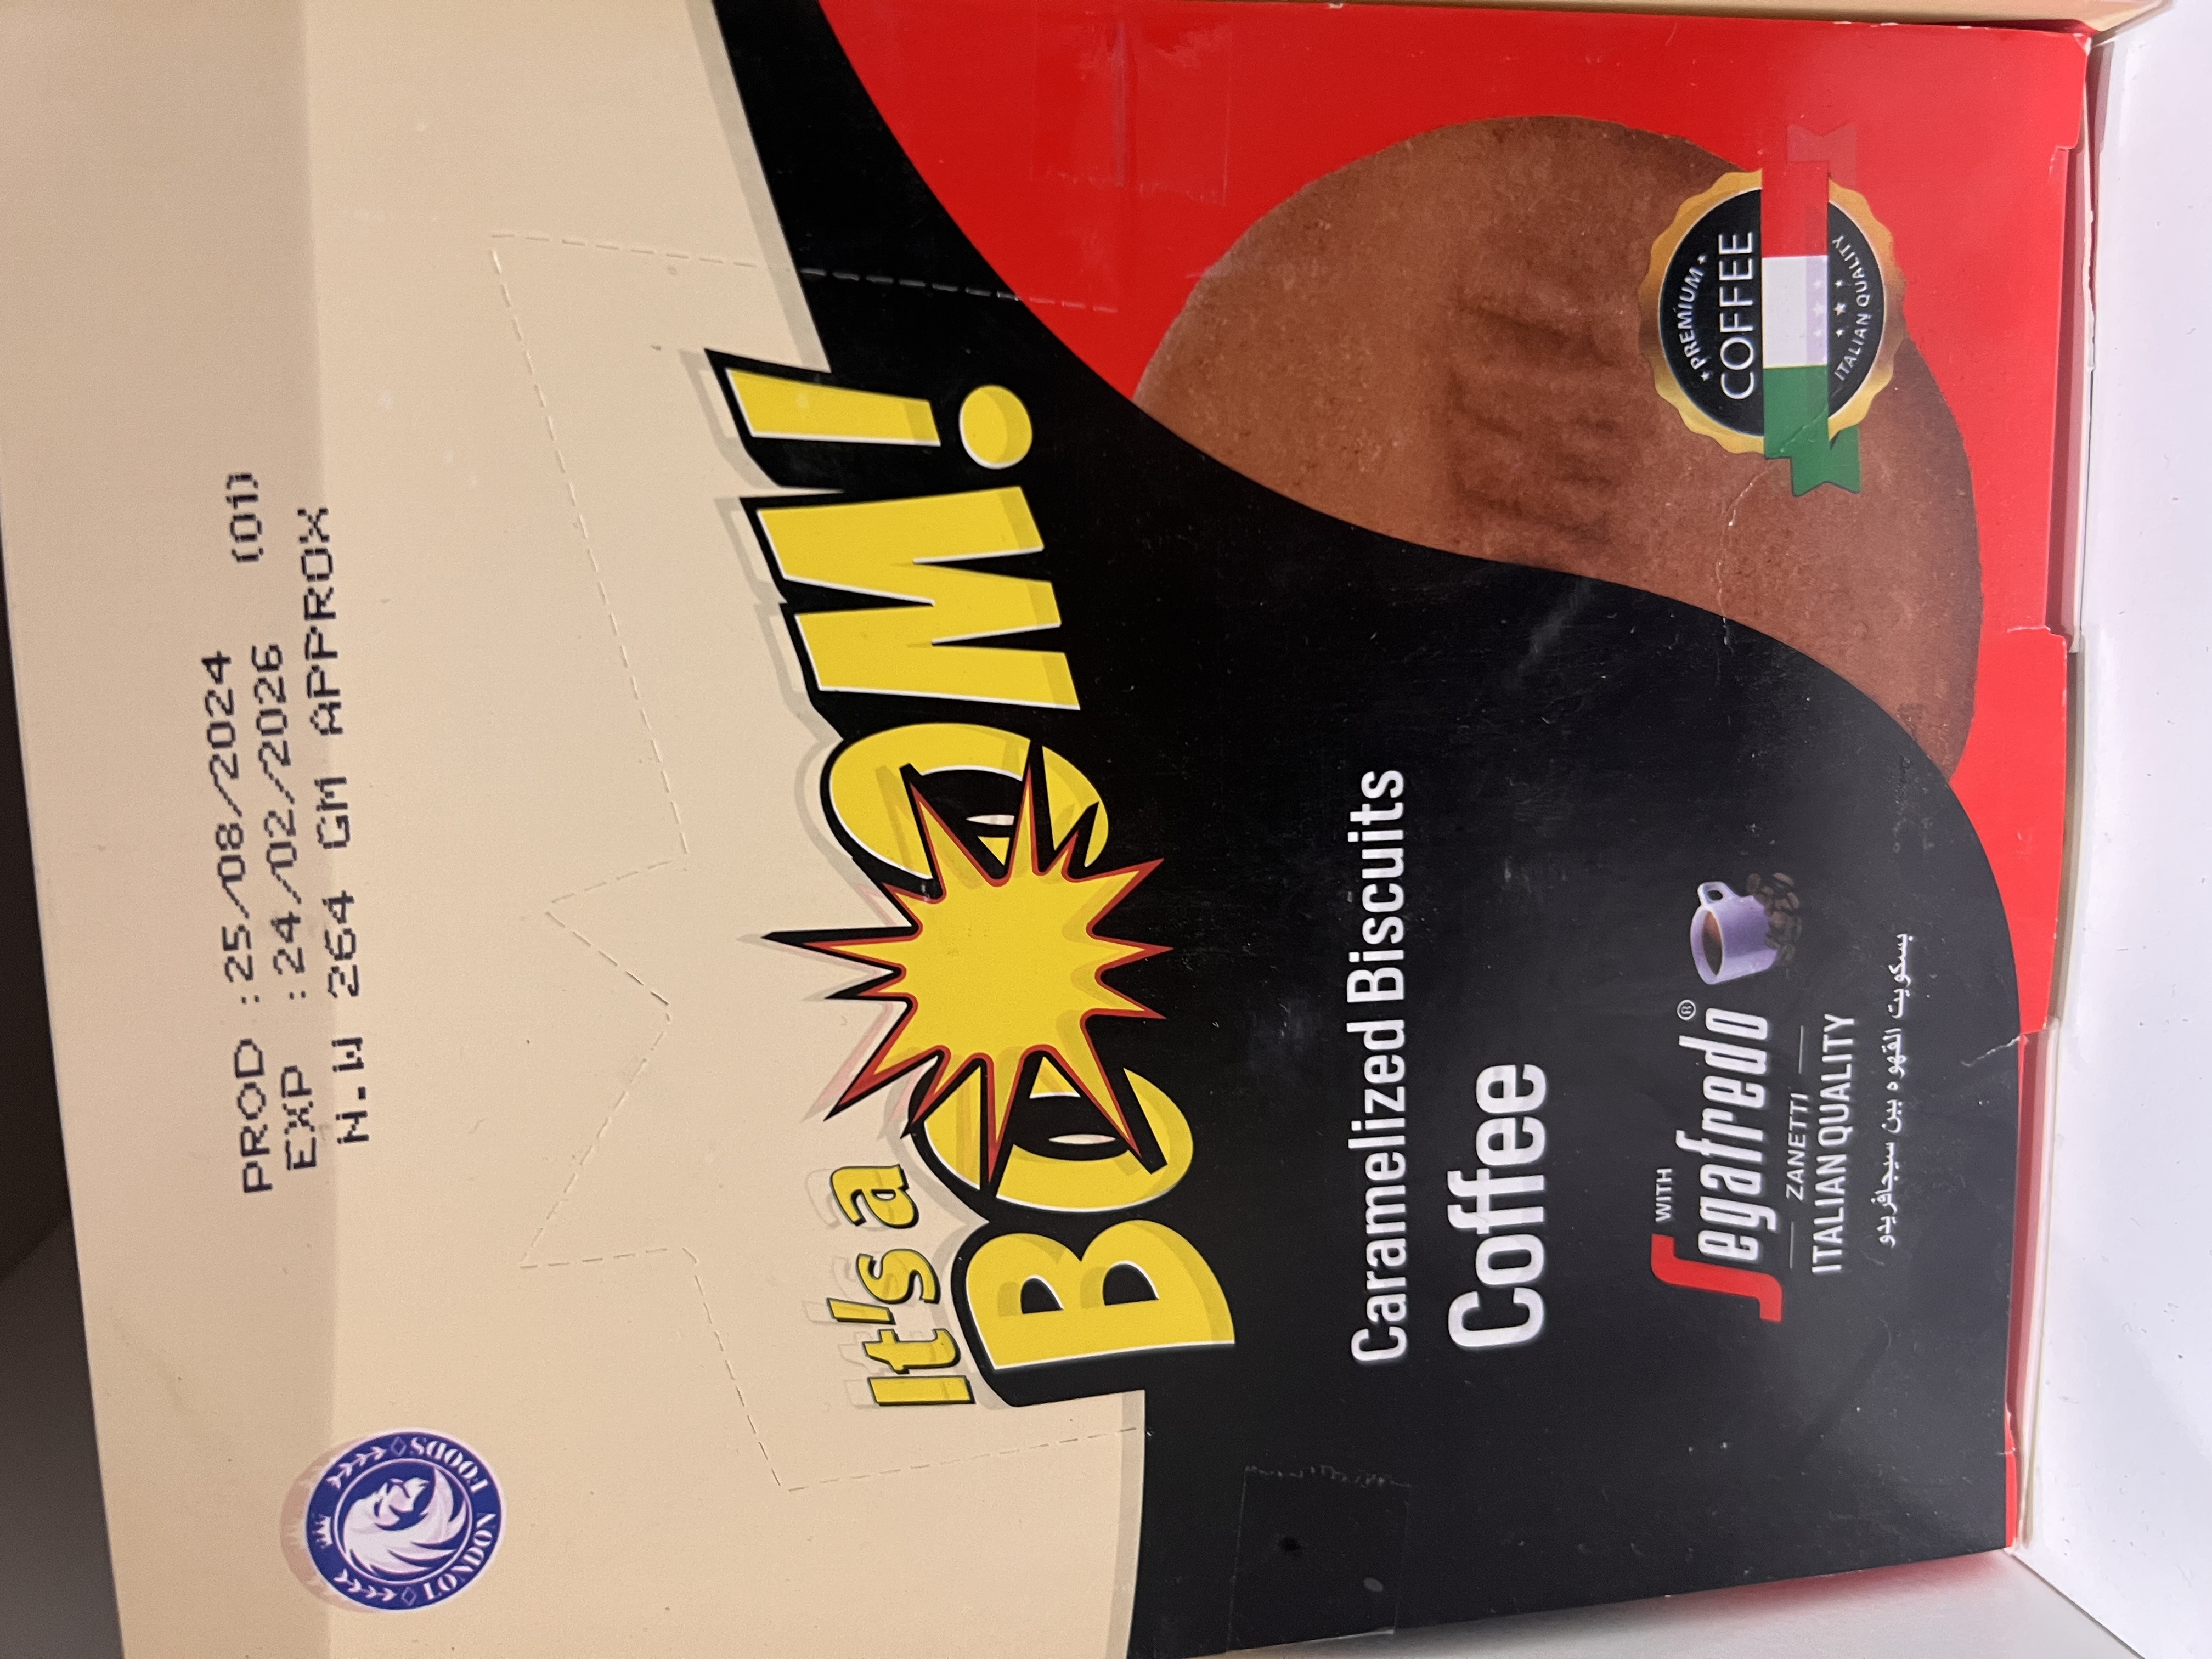 PROD :25/08/2024 (01)
EXP :24/02/2026
N.W 264 GM APPROX
LONDON FOODS
It's a
BOOM!
Caramelized Biscuits
Coffee
PREMIUM
COFFEE
ITALIAN QUALITY
WITH
Segafredo®
ZANETTI
ITALIAN QUALITY
بسكويت القهوه بين سيجافريدو